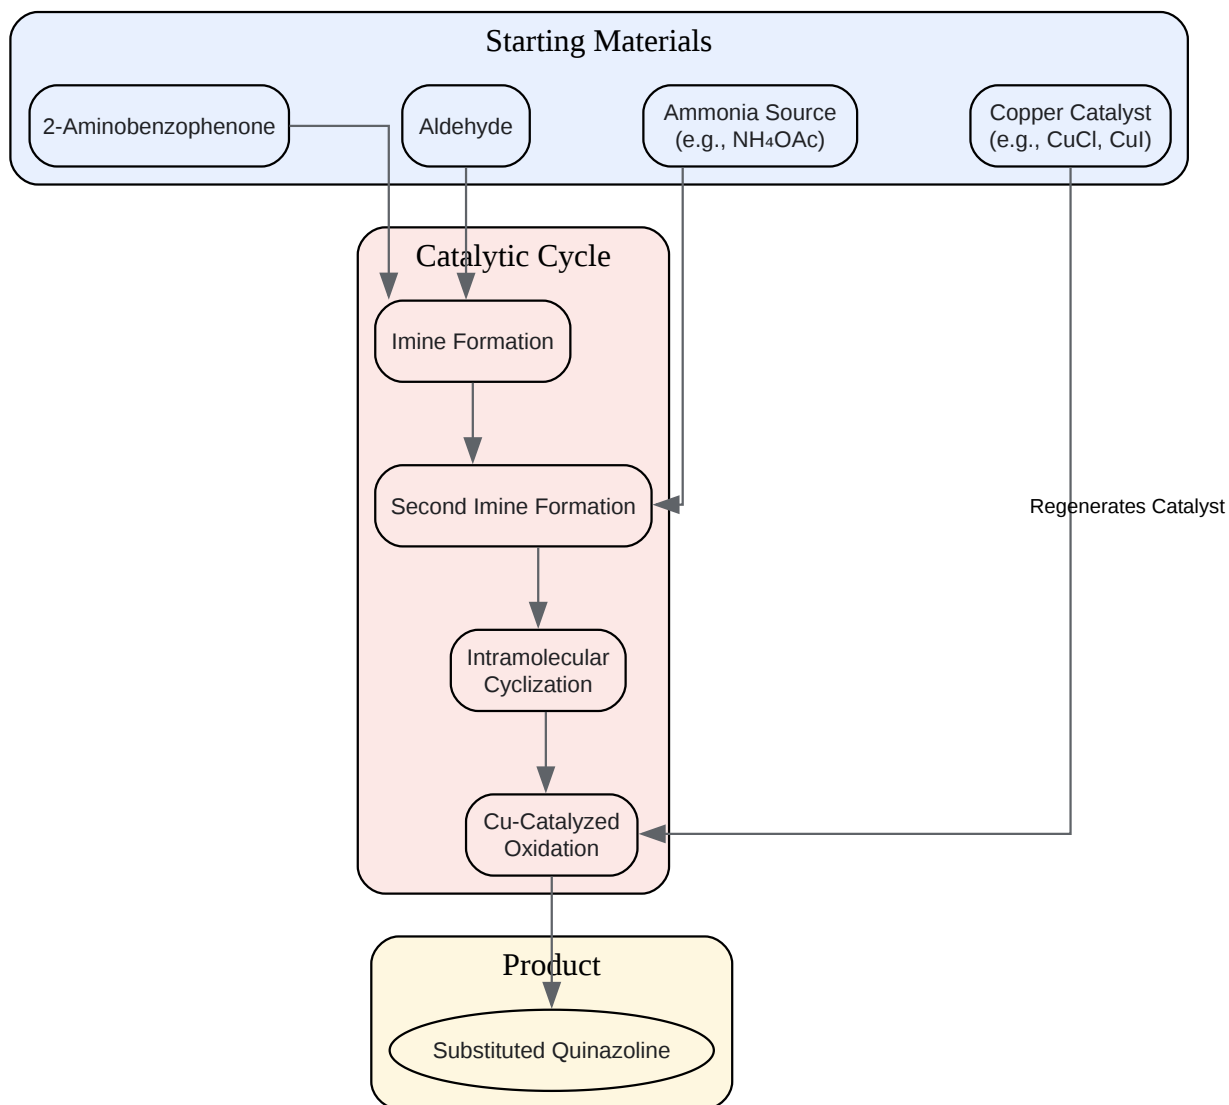 Starting Materials
2-Aminobenzophenone
Aldehyde
Ammonia Source
(e.g., NH₄OAc)
Copper Catalyst
(e.g., CuCl, CuI)
Catalytic Cycle
Imine Formation
Second Imine Formation
Regenerates Catalyst
Intramolecular
Cyclization
Cu-Catalyzed
Oxidation
Product
Substituted Quinazoline